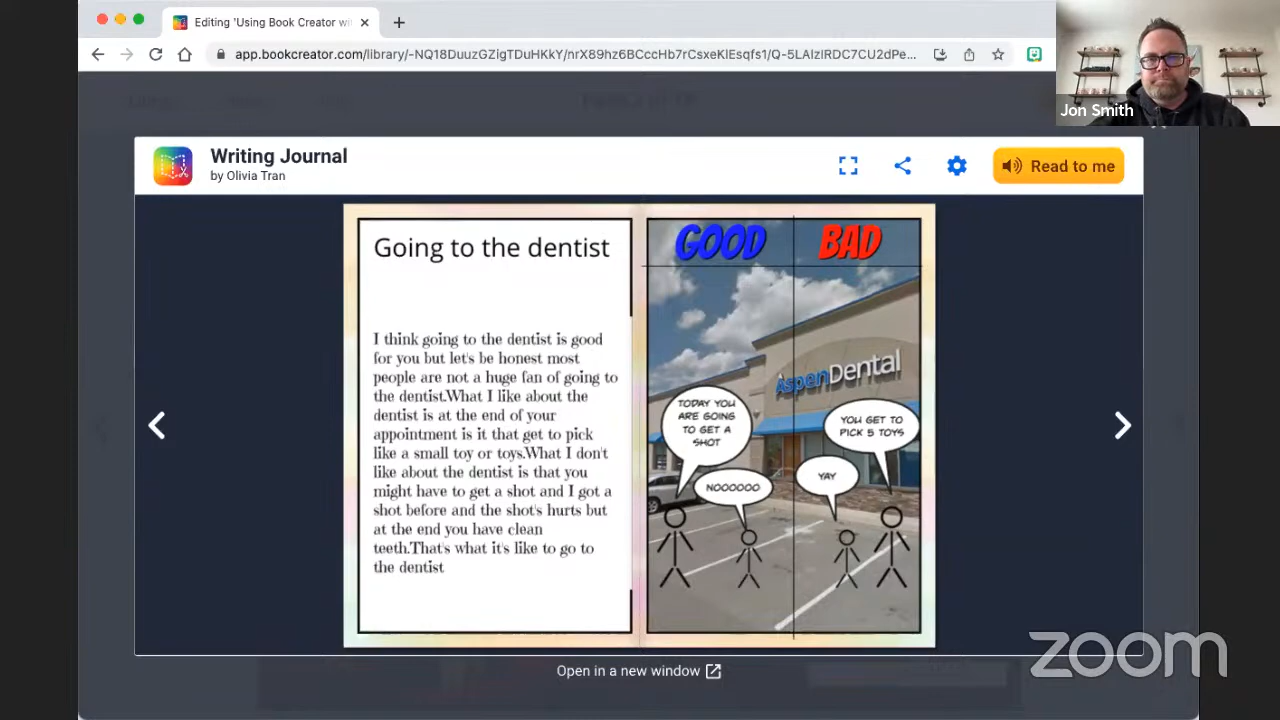 Editing 'Using Book Creator wit
app.bookcreator.com/library/-NQ18DuuzGZigTDuHKkY/nrX89hz6BCccHb7rCsxeKlEsqfs1/Q-5LAlzlRDC7CU2dPe...
Jon Smith
Writing Journal
by Olivia Tran
Read to me
Going to the dentist
I think going to the dentist is good
for you but let's be honest most
people are not a huge fan of going to
the dentist.What I like about the
dentist is at the end of your
appointment is it that get to pick
like a small toy or toys.What I don't
like about the dentist is that you
might have to get a shot and I got a
shot before and the shot's hurts but
at the end you have clean
teeth.That's what it's like to go to
the dentist
GOOD
BAD
AspenDental
TODAY YOU
ARE GOING
TO GET A
SHOT
NOOOOOO
YOU GET TO
PICK 5 TOYS
YAY
Open in a new window
zoom